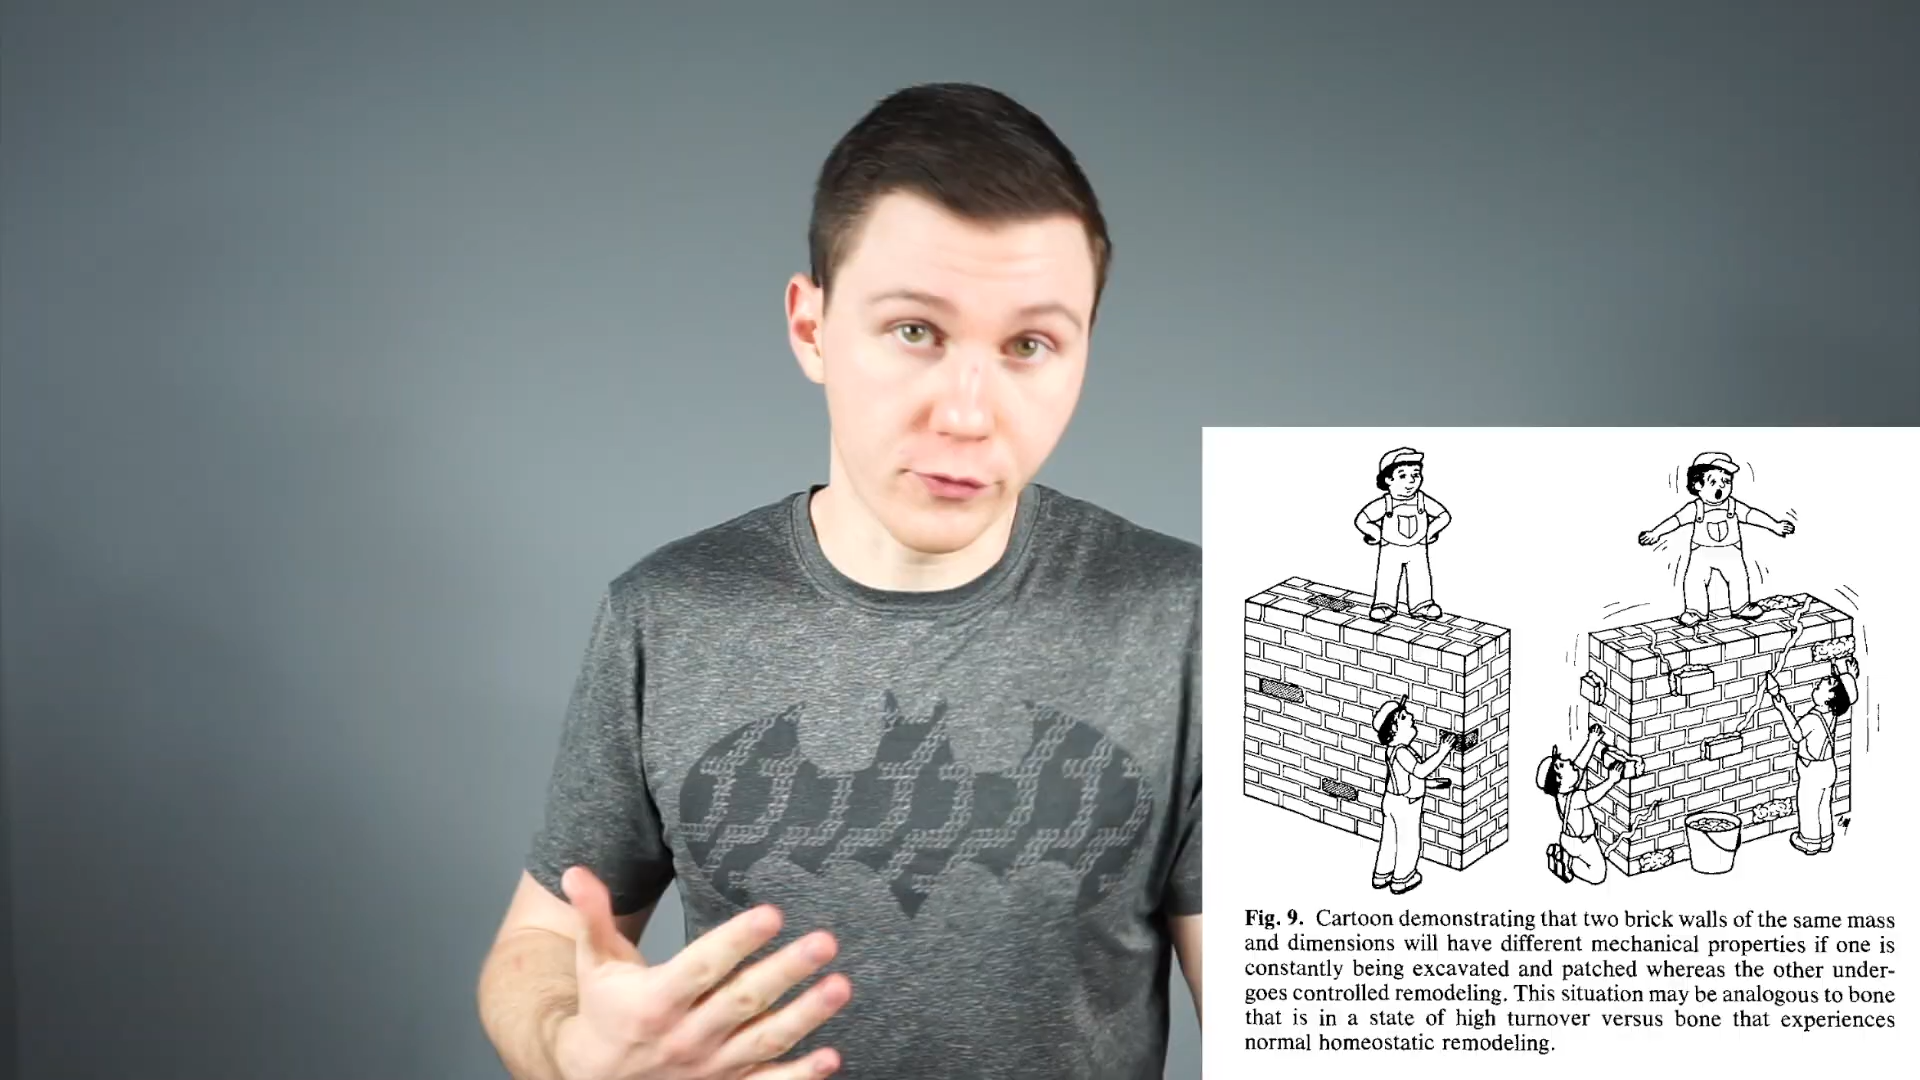 Fig. 9. Cartoon demonstrating that two brick walls of the same mass
and dimensions will have different mechanical properties if one is
constantly being excavated and patched whereas the other under-
goes controlled remodeling. This situation may be analogous to bone
that is in a state of high turnover versus bone that experiences
normal homeostatic remodeling.